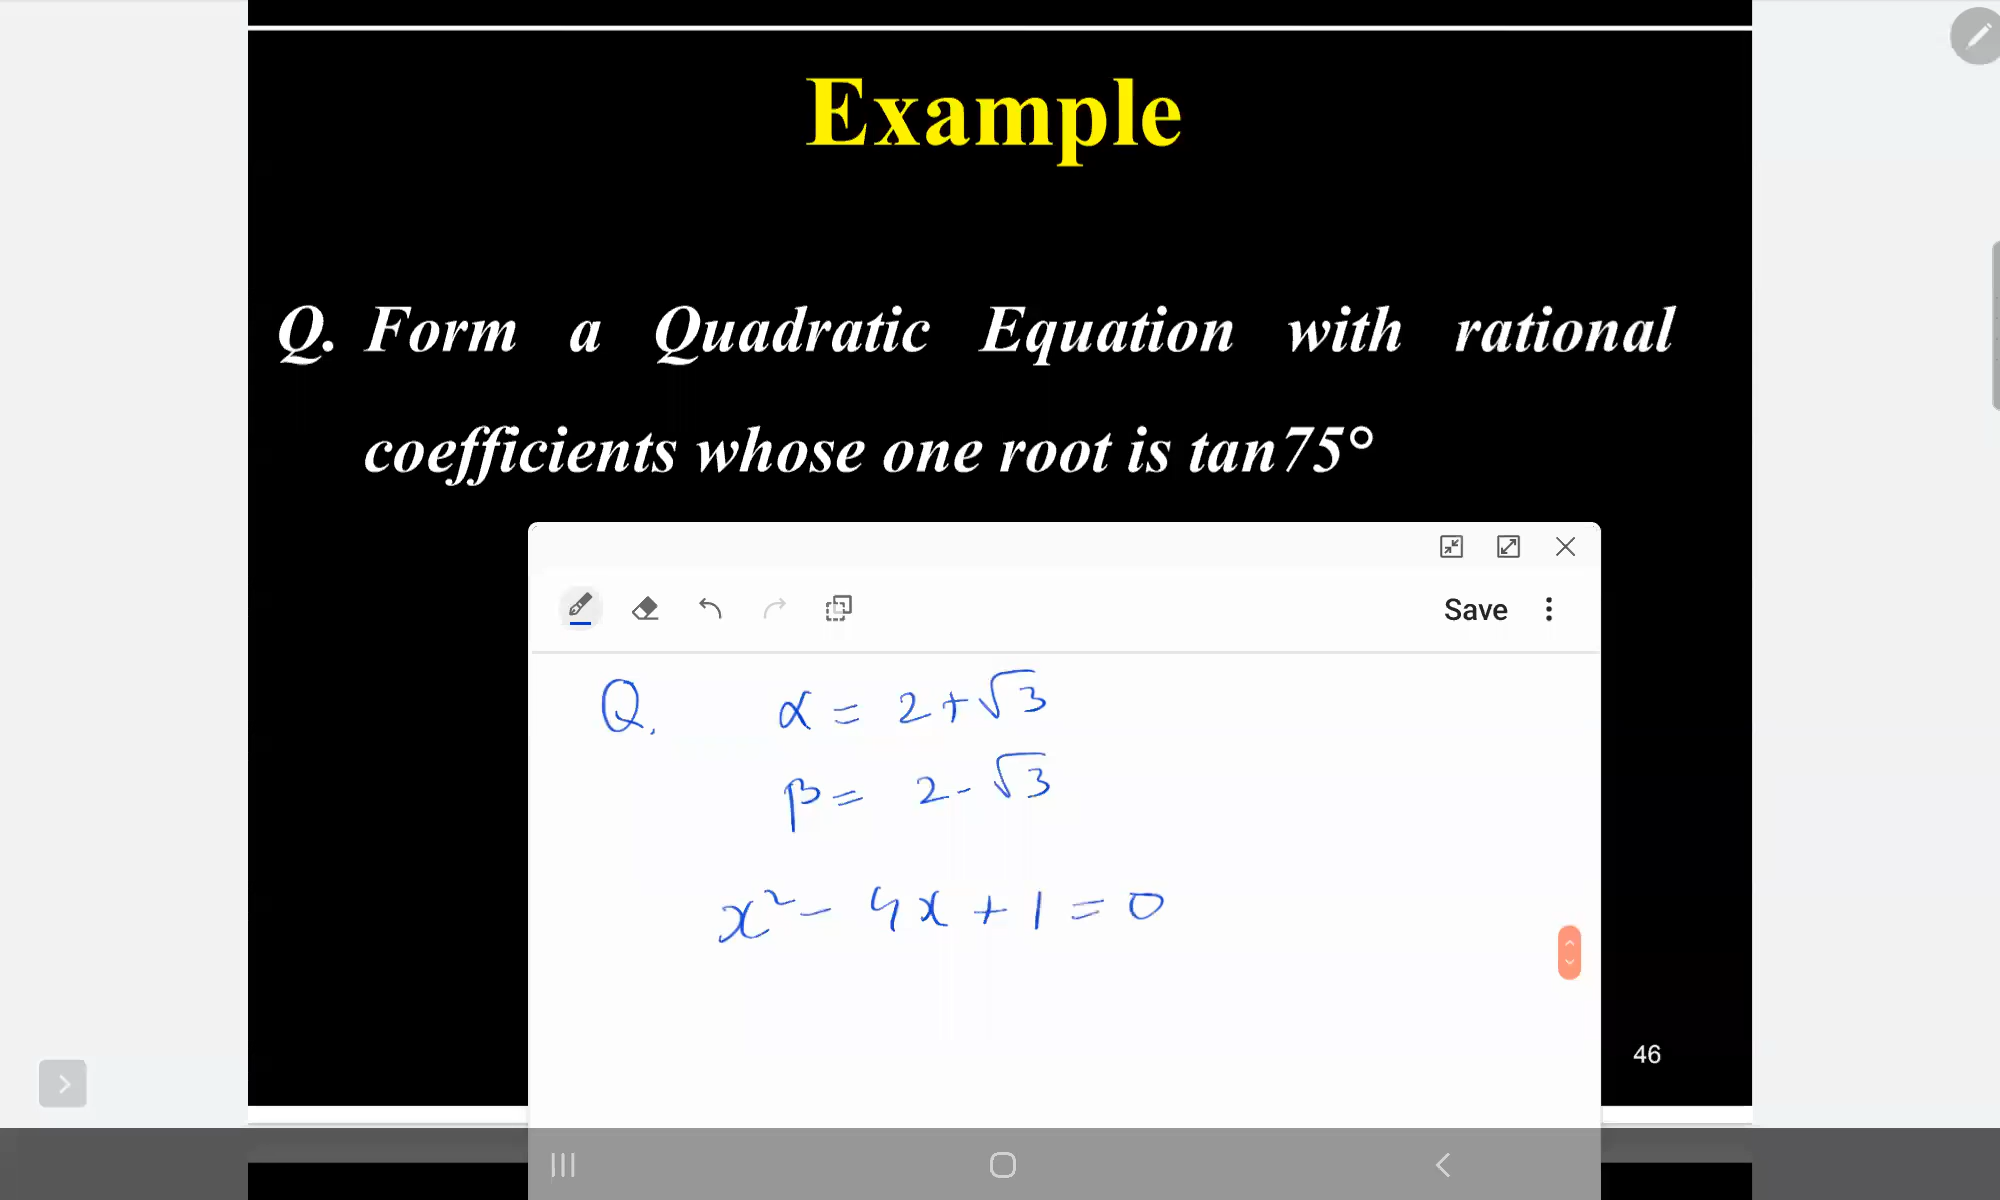 Example
Q. Form a Quadratic Equation with rational
coefficients whose one root is tan75°
Save
Q. α = 2+√3
β = 2-√3
x² - 4x + 1 = 0
46